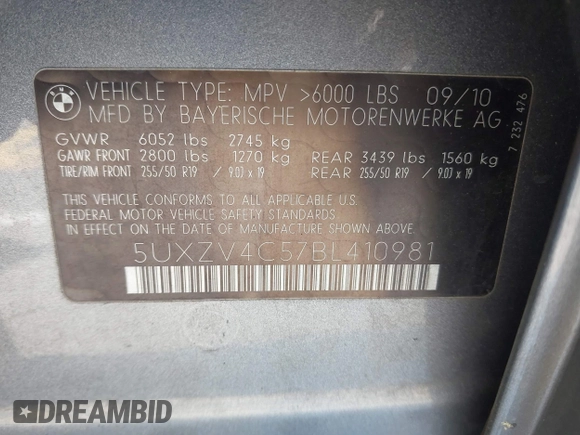 BMW
VEHICLE TYPE: MPV >6000 LBS 09/10
MFD BY BAYERISCHE MOTORENWERKE AG
GVWR 6052 lbs 2745 kg
GAWR FRONT 2800 lbs 1270 kg REAR 3439 lbs 1560 kg
TIRE/RIM FRONT 255/50 R19 / 9.0J x 19 REAR 255/50 R19 / 9.0J x 19
THIS VEHICLE CONFORMS TO ALL APPLICABLE U.S.
FEDERAL MOTOR VEHICLE SAFETY STANDARDS
IN EFFECT ON THE DATE OF MANUFACTURE SHOWN ABOVE.
5UXZV4C57BL410981
7 232 476
DREAMBID